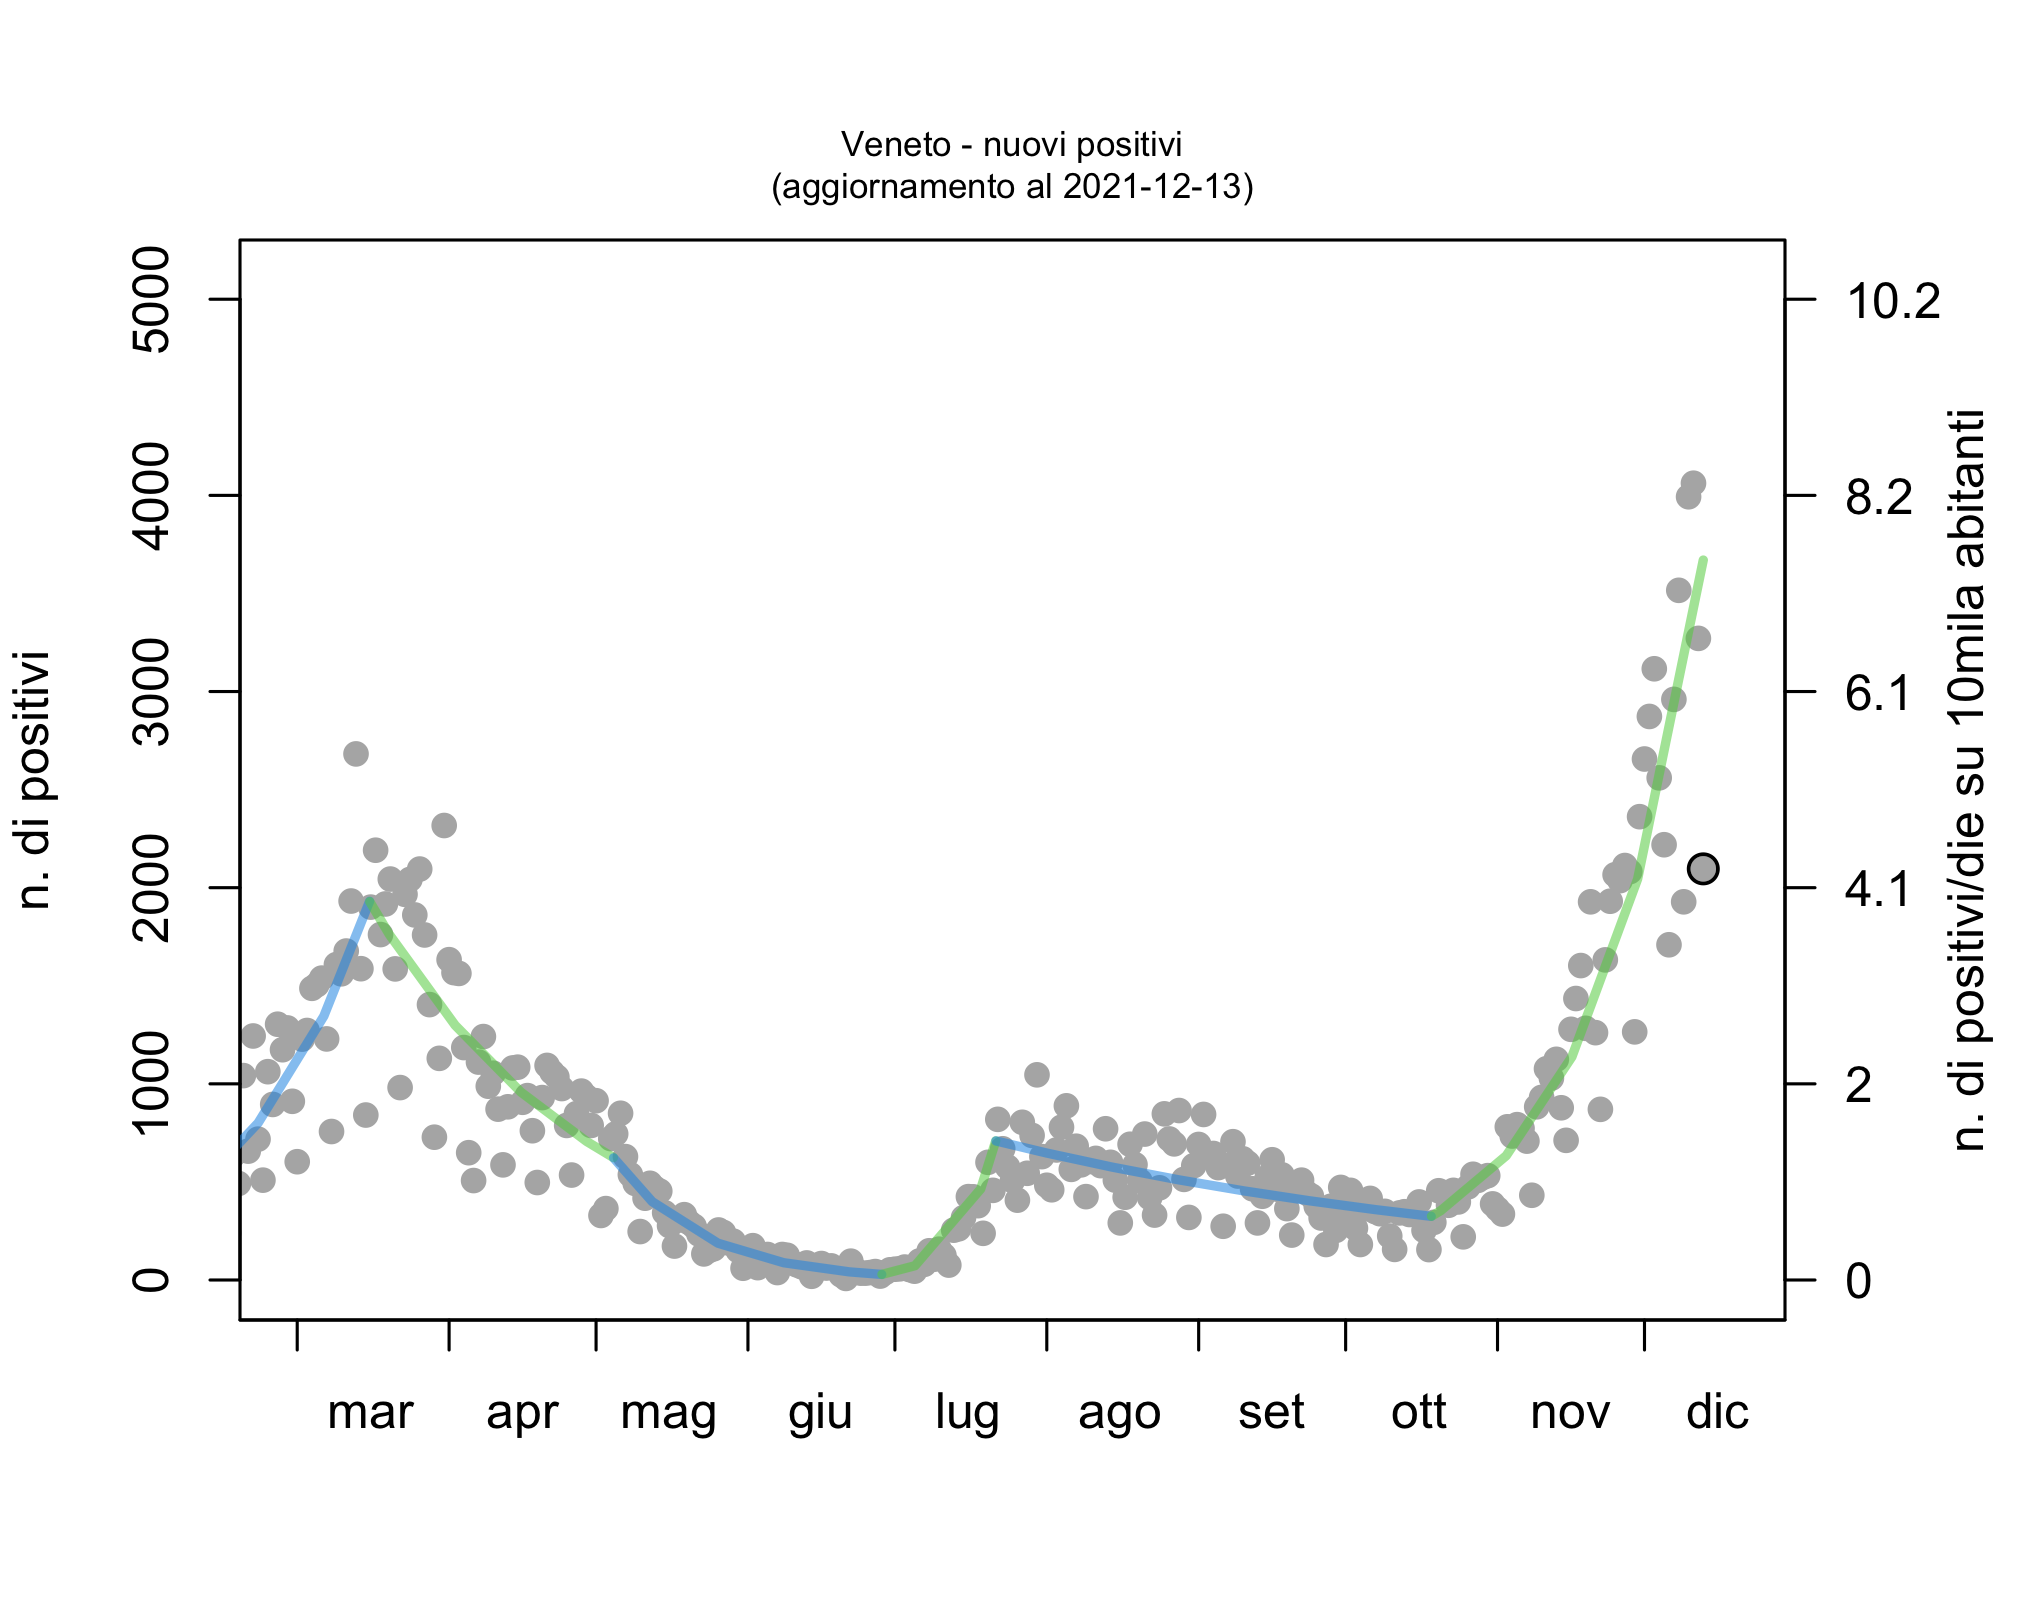 Veneto - nuovi positivi
(aggiornamento al 2021-12-13)
n. di positivi
5000
4000
3000
2000
1000
0
10.2
8.2
6.1
4.1
2
0
n. di positivi/die su 10mila abitanti
mar apr mag giu lug ago set ott nov dic